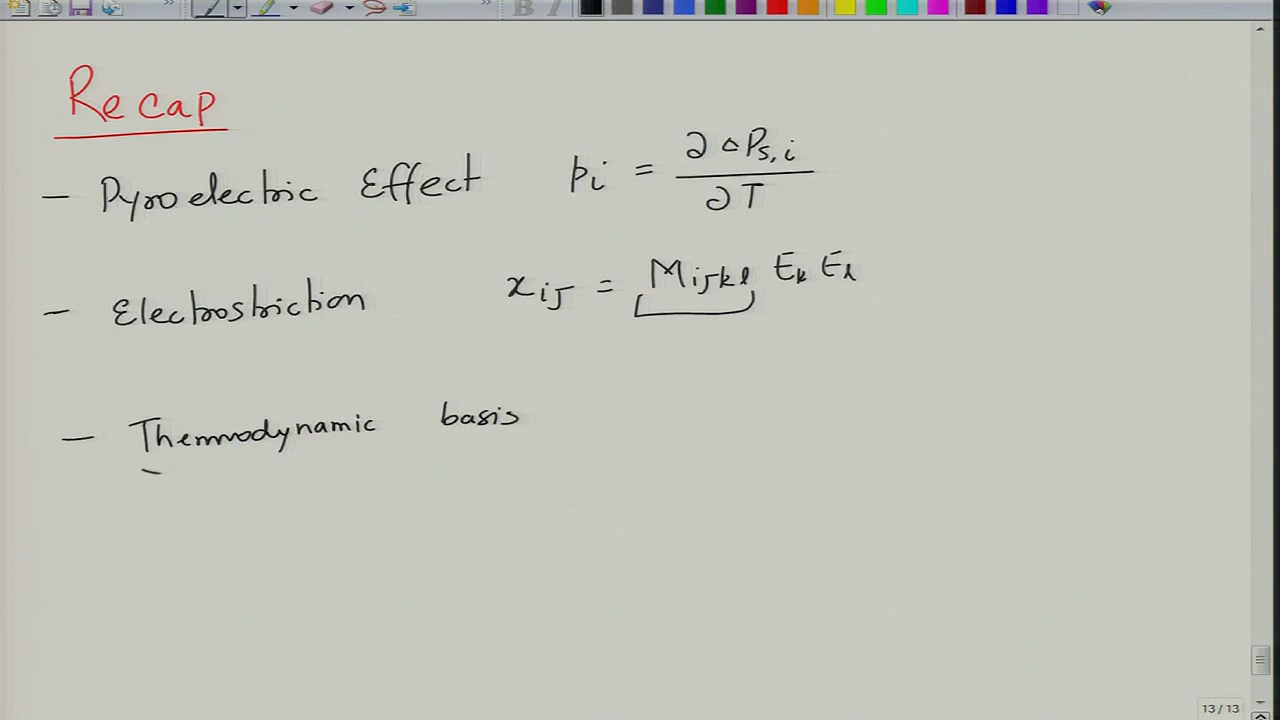 Recap
- Pyroelectric Effect pi = ∂ΔPs,i / ∂T
- Electrostriction xij = Mijkl Ek El
- Thermodynamic basis
13 / 13